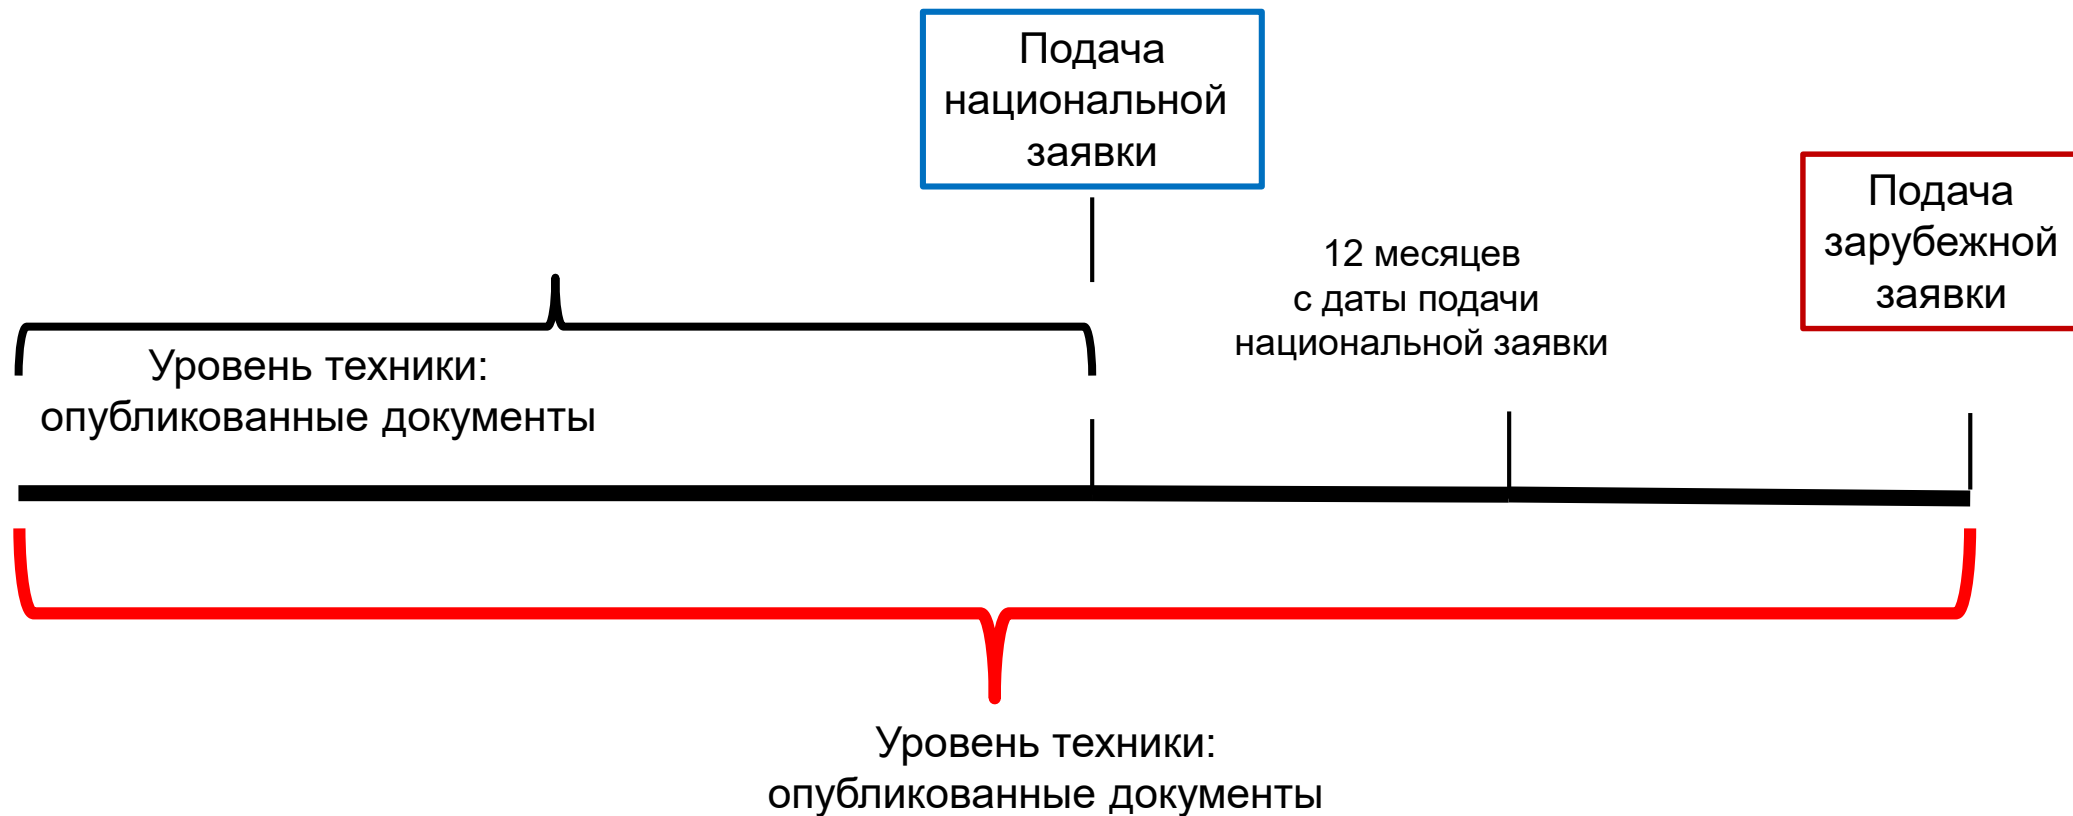 Подача
национальной
заявки
Подача
зарубежной
заявки
12 месяцев
с даты подачи
национальной заявки
Уровень техники:
опубликованные документы
Уровень техники:
опубликованные документы